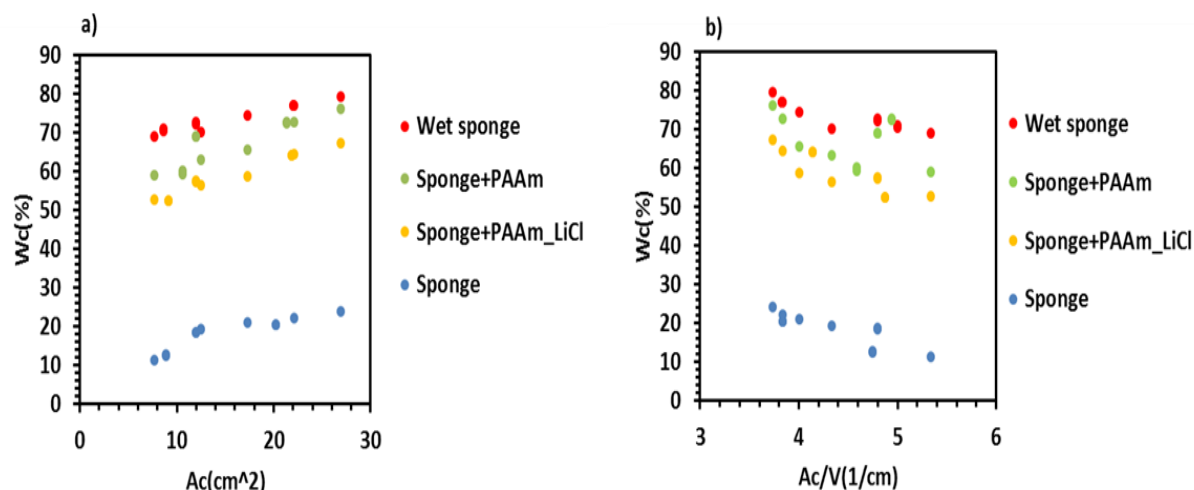 a)
90
80
70
60
50
40
30
20
10
0
Wc(%)
0 10 20 30
Ac(cm^2)
Wet sponge
Sponge+PAAm
Sponge+PAAm_LiCl
Sponge
b)
90
80
70
60
50
40
30
20
10
0
Wc(%)
3 4 5 6
Ac/V(1/cm)
Wet sponge
Sponge+PAAm
Sponge+PAAm_LiCl
Sponge